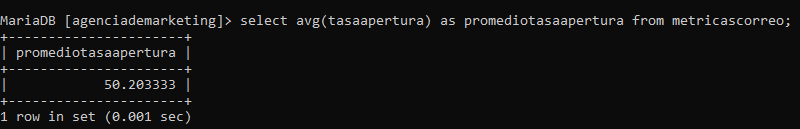 MariaDB [agenciademarketing]> select avg(tasaapertura) as promediotasaapertura from metricascorreo;
+----------------------+
| promediotasaapertura |
+----------------------+
|            50.203333 |
+----------------------+
1 row in set (0.001 sec)